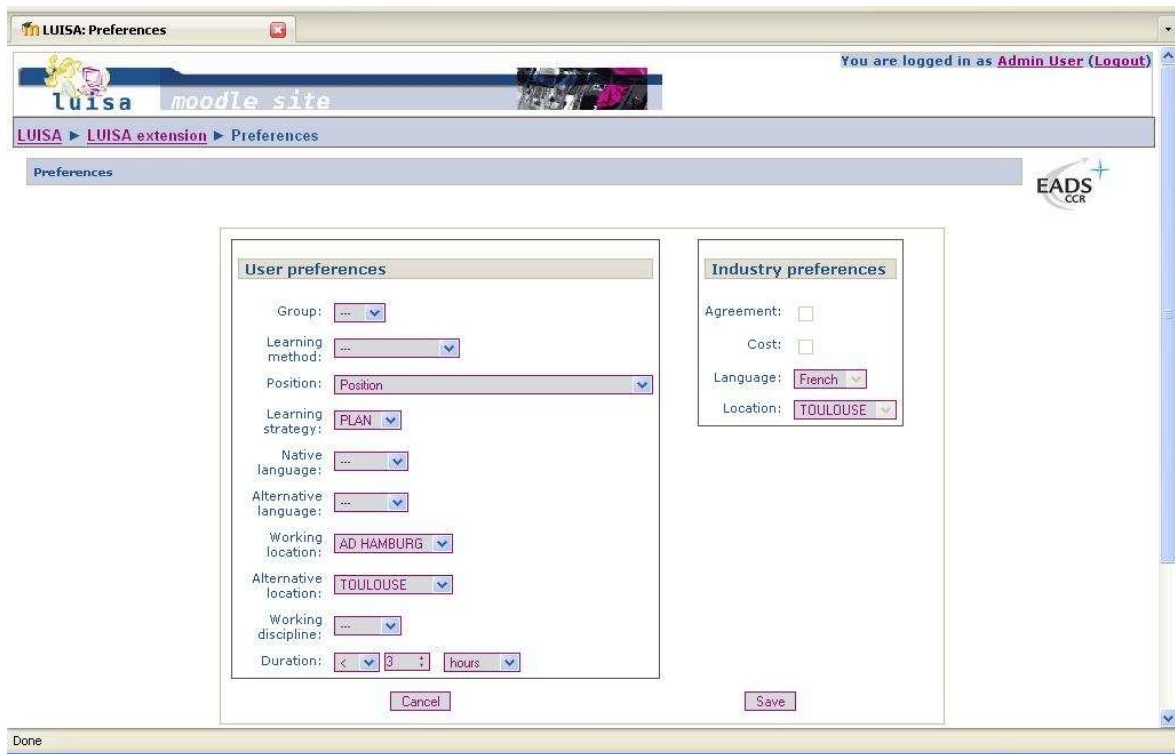 LUISA: Preferences
You are logged in as Admin User (Logout)
luisa moodle site
LUISA ► LUISA extension ► Preferences
Preferences
EADS
CCR
User preferences
Group: ---
Learning method: ---
Position: Position
Learning strategy: PLAN
Native language: ---
Alternative language: ---
Working location: AD HAMBURG
Alternative location: TOULOUSE
Working discipline: ---
Duration: < 3 hours
Industry preferences
Agreement:
Cost:
Language: French
Location: TOULOUSE
Cancel
Save
Done